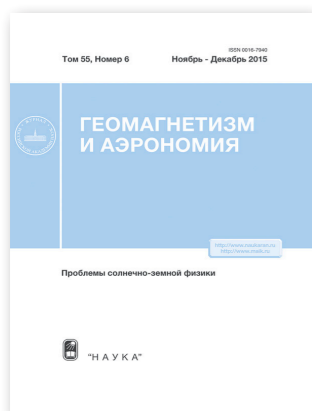 ISSN 0016-7940
Том 55, Номер 6
Ноябрь - Декабрь 2015
ГЕОМАГНЕТИЗМ
И АЭРОНОМИЯ
http://www.naukaran.ru
http://www.maik.ru
Проблемы солнечно-земной физики
"НАУКА"